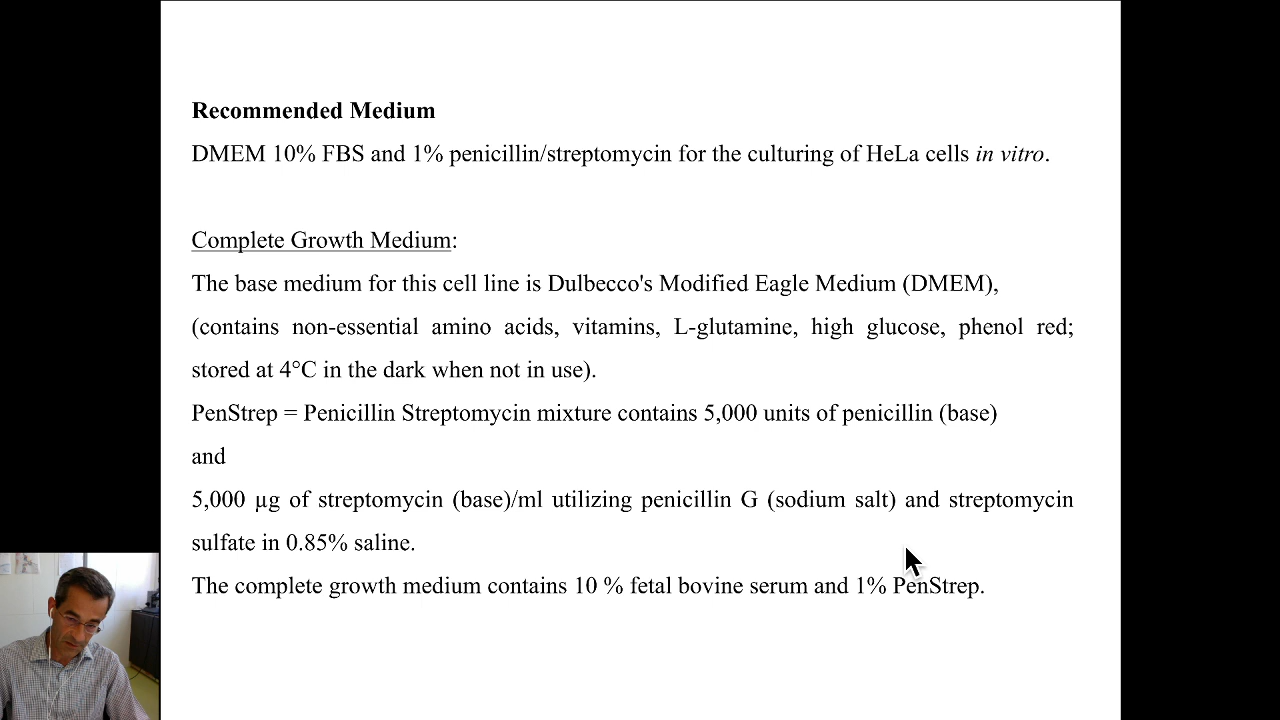 Recommended Medium
DMEM 10% FBS and 1% penicillin/streptomycin for the culturing of HeLa cells in vitro.
Complete Growth Medium:
The base medium for this cell line is Dulbecco's Modified Eagle Medium (DMEM),
(contains non-essential amino acids, vitamins, L-glutamine, high glucose, phenol red;
stored at 4°C in the dark when not in use).
PenStrep = Penicillin Streptomycin mixture contains 5,000 units of penicillin (base)
and
5,000 µg of streptomycin (base)/ml utilizing penicillin G (sodium salt) and streptomycin
sulfate in 0.85% saline.
The complete growth medium contains 10 % fetal bovine serum and 1% PenStrep.